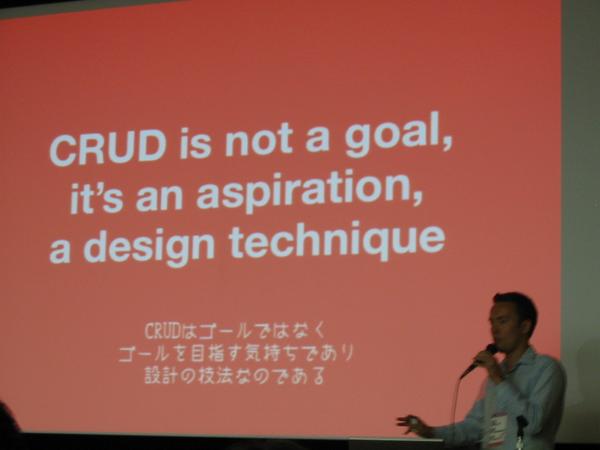 CRUD is not a goal,
it's an aspiration,
a design technique
CRUDはゴールではなく
ゴールを目指す気持ちであり
設計の技法なのである